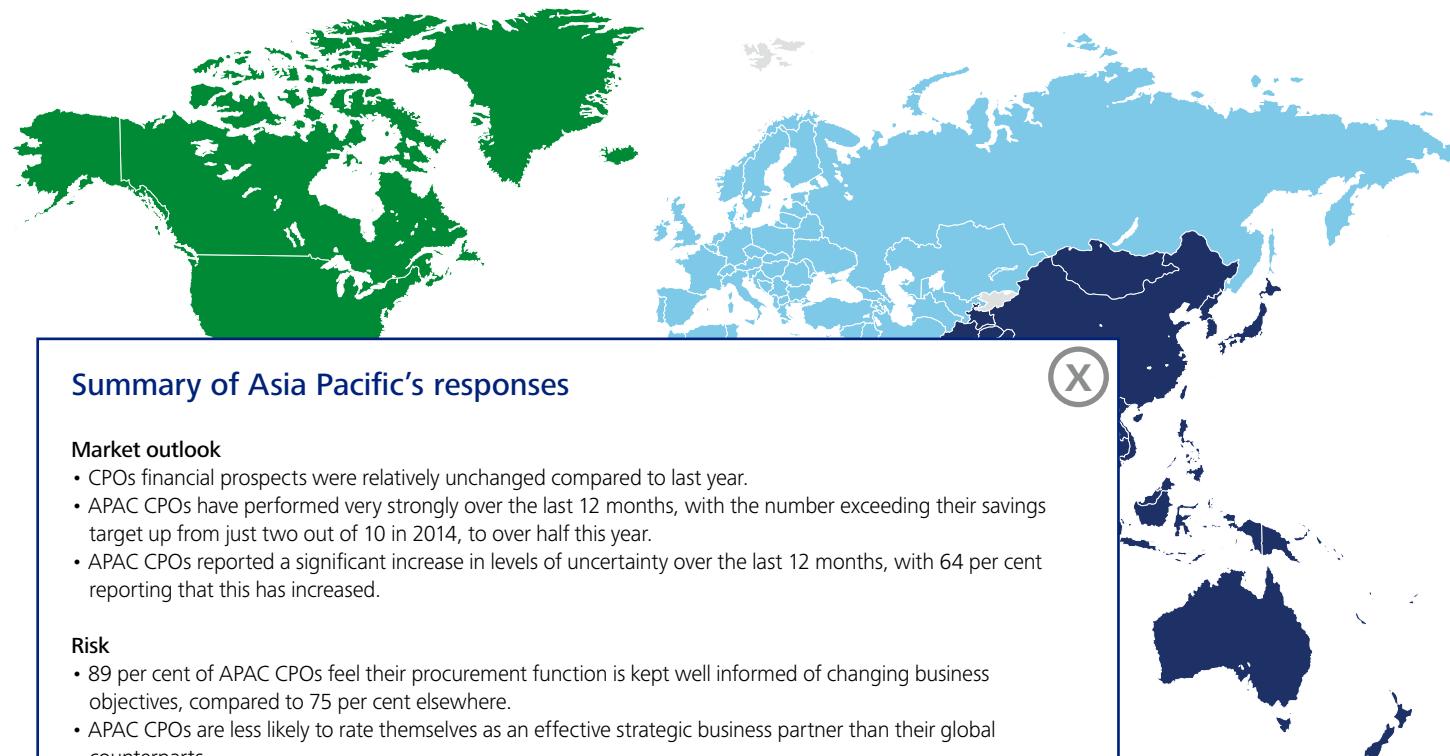 Summary of Asia Pacific's responses
X
Market outlook
• CPOs financial prospects were relatively unchanged compared to last year.
• APAC CPOs have performed very strongly over the last 12 months, with the number exceeding their savings
target up from just two out of 10 in 2014, to over half this year.
• APAC CPOs reported a significant increase in levels of uncertainty over the last 12 months, with 64 per cent
reporting that this has increased.
Risk
• 89 per cent of APAC CPOs feel their procurement function is kept well informed of changing business
objectives, compared to 75 per cent elsewhere.
• APAC CPOs are less likely to rate themselves as an effective strategic business partner than their global